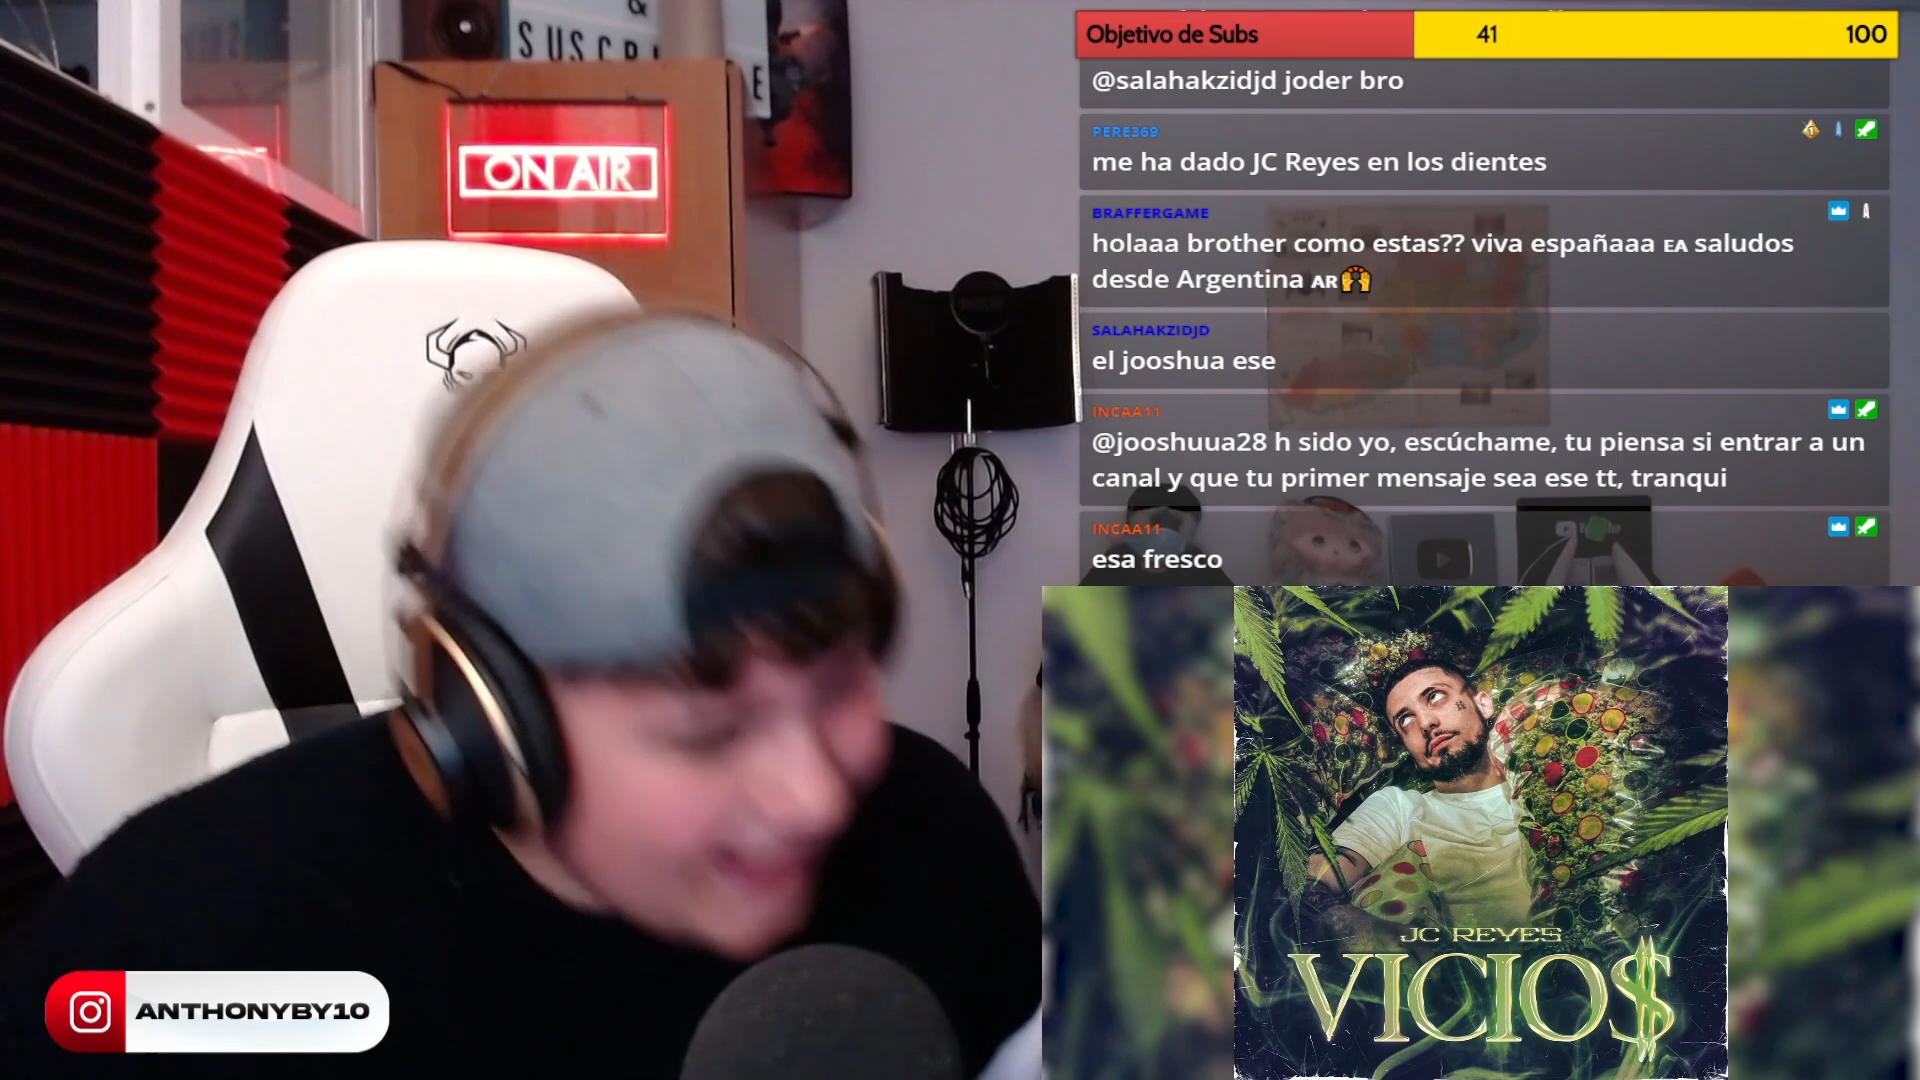 &
SUSCRI
E
ON AIR
Objetivo de Subs 41 100
@salahakzidjd joder bro
PERE369
me ha dado JC Reyes en los dientes
BRAFFERGAME
holaaa brother como estas?? viva españaaa EA saludos
desde Argentina AR🙌
SALAHAKZIDJD
el jooshua ese
INCAA11
@jooshuua28 h sido yo, escúchame, tu piensa si entrar a un
canal y que tu primer mensaje sea ese tt, tranqui
INCAA11
esa fresco
JC REYES
VICIO$
ANTHONYBY10